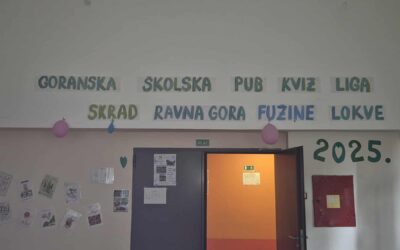 GORANSKA ŠKOLSKA PUB KVIZ LIGA
SKRAD RAVNA GORA FUŽINE LOKVE
2025.